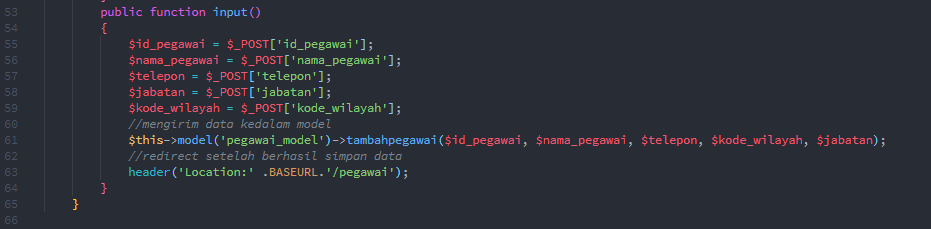 53 public function input()
54 {
55 $id_pegawai = $_POST['id_pegawai'];
56 $nama_pegawai = $_POST['nama_pegawai'];
57 $telepon = $_POST['telepon'];
58 $jabatan = $_POST['jabatan'];
59 $kode_wilayah = $_POST['kode_wilayah'];
60 //mengirim data kedalam model
61 $this->model('pegawai_model')->tambahpegawai($id_pegawai, $nama_pegawai, $telepon, $kode_wilayah, $jabatan);
62 //redirect setelah berhasil simpan data
63 header('Location:' .BASEURL.'/pegawai');
64 }
65 }
66